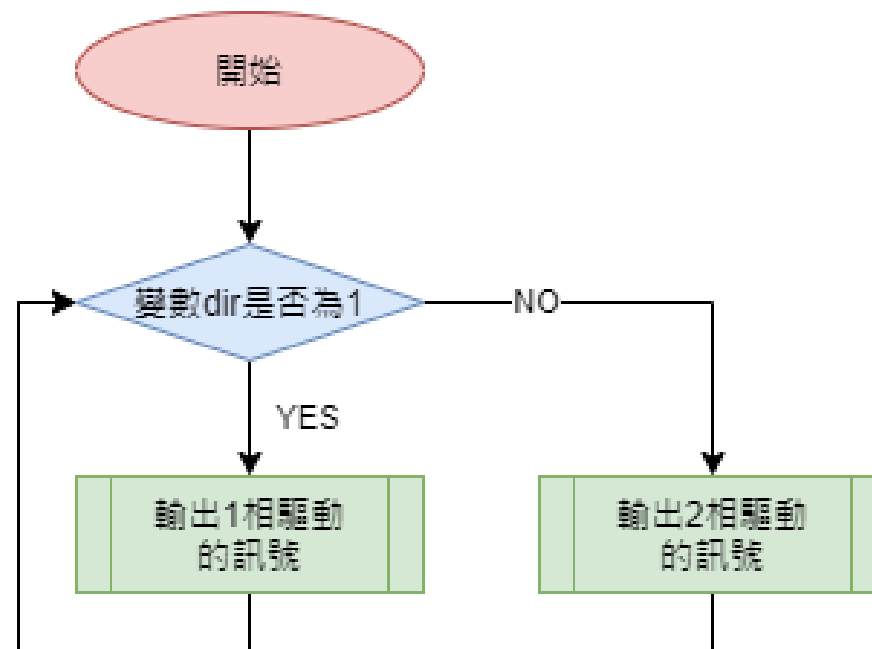 開始
變數dir是否為1
NO
YES
輸出1相驅動
的訊號
輸出2相驅動
的訊號